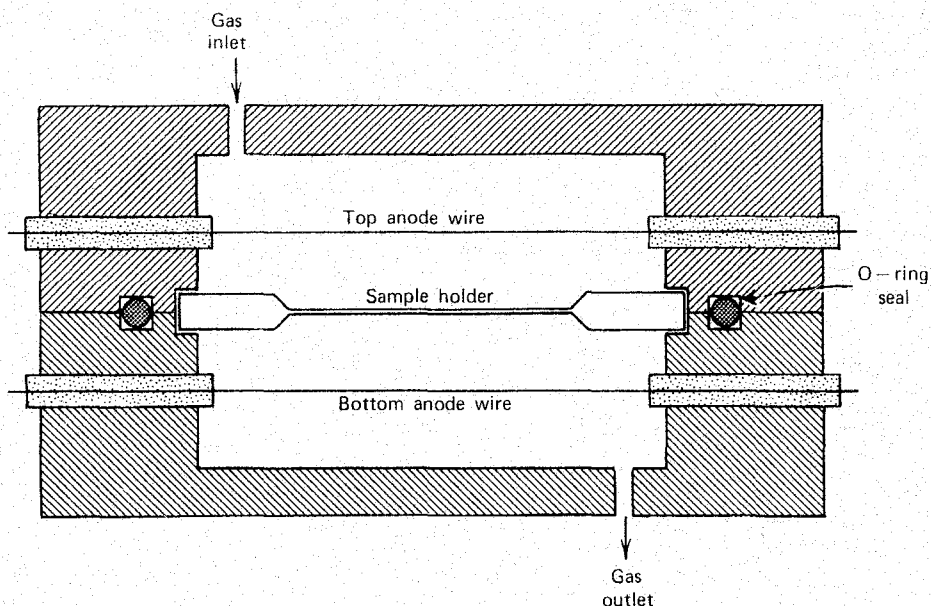 Gas
inlet
Top anode wire
Sample holder
O – ring
seal
Bottom anode wire
Gas
outlet